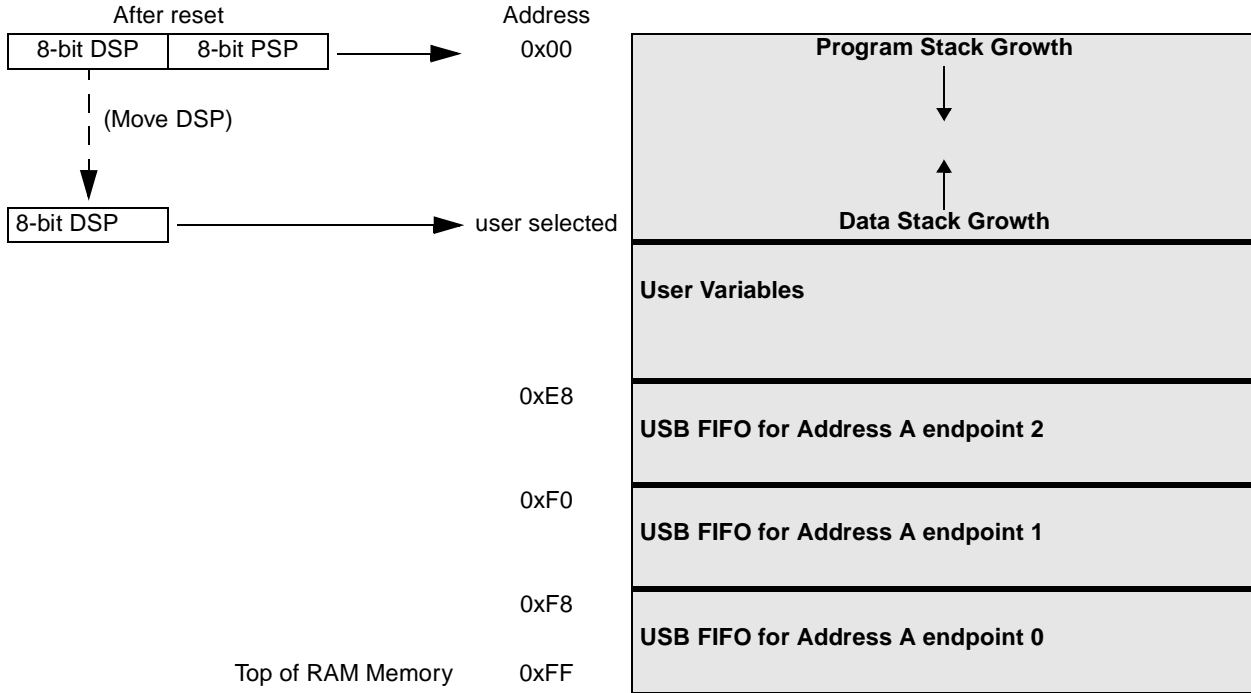 After reset Address
8-bit DSP 8-bit PSP 0x00 Program Stack Growth
(Move DSP)
8-bit DSP user selected Data Stack Growth
User Variables
0xE8
USB FIFO for Address A endpoint 2
0xF0
USB FIFO for Address A endpoint 1
0xF8
USB FIFO for Address A endpoint 0
Top of RAM Memory 0xFF